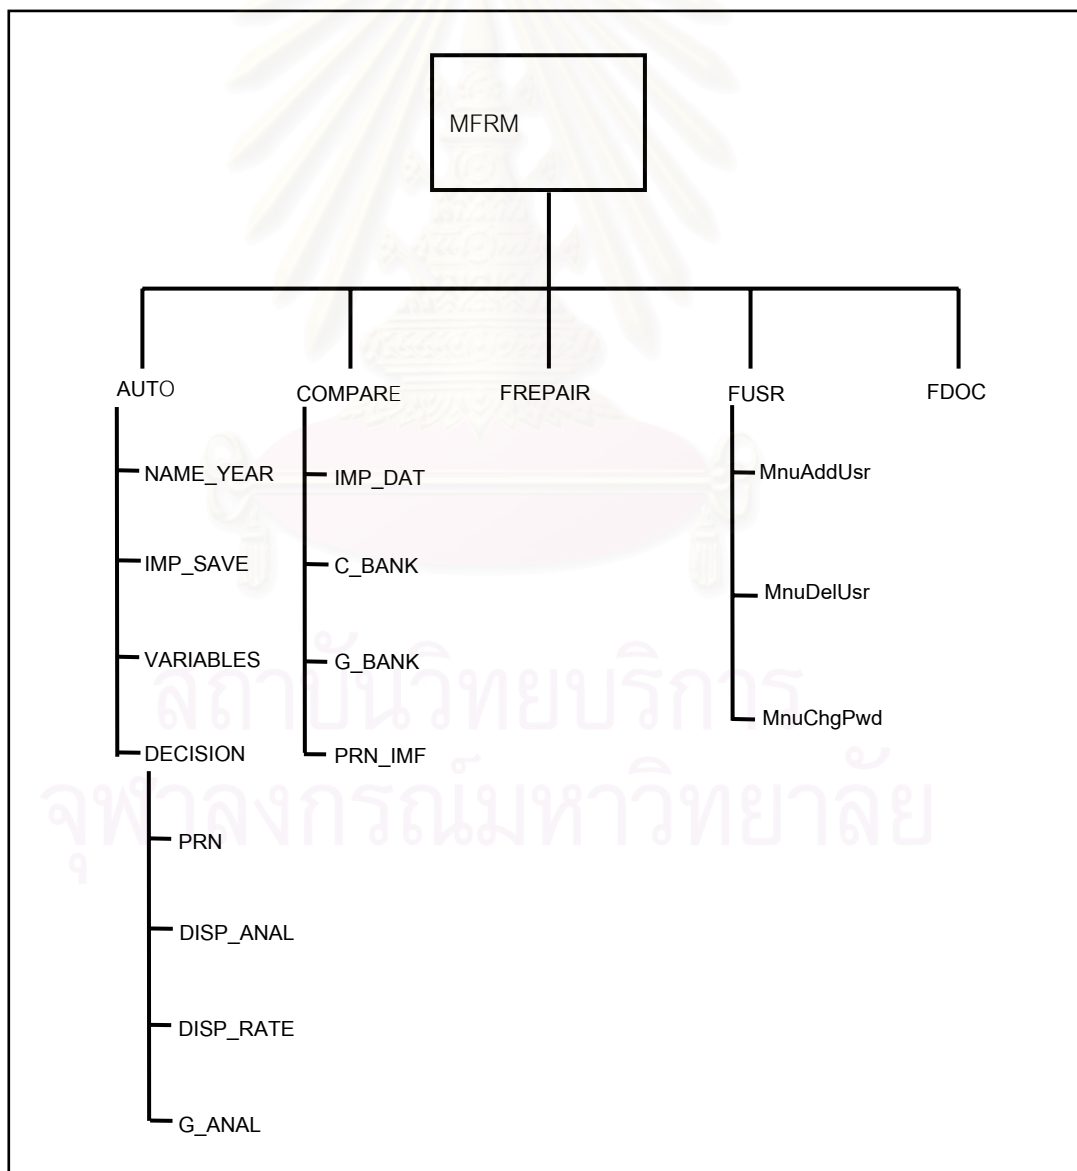 MFRM
AUTO
COMPARE
FREPAIR
FUSR
FDOC
NAME_YEAR
IMP_SAVE
VARIABLES
DECISION
PRN
DISP_ANAL
DISP_RATE
G_ANAL
IMP_DAT
C_BANK
G_BANK
PRN_IMF
MnuAddUsr
MnuDelUsr
MnuChgPwd
สถาบันวิทยบริการ
จุฬาลงกรณ์มหาวิทยาลัย